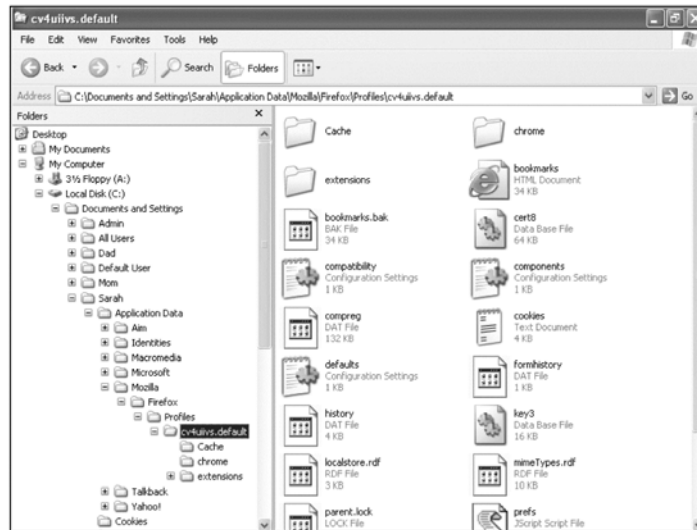 cv4uiivs.default
File Edit View Favorites Tools Help
Back Search Folders
Address C:\Documents and Settings\Sarah\Application Data\Mozilla\Firefox\Profiles\cv4uiivs.default Go
Folders
Desktop
My Documents
My Computer
3½ Floppy (A:)
Local Disk (C:)
Documents and Settings
Admin
All Users
Dad
Default User
Mom
Sarah
Application Data
Aim
Identities
Macromedia
Microsoft
Mozilla
Firefox
Profiles
cv4uiivs.default
Cache
chrome
extensions
Talkback
Yahoo!
Cookies
Cache
chrome
extensions
bookmarks
HTML Document
34 KB
bookmarks.bak
BAK File
34 KB
cert8
Data Base File
64 KB
compatibility
Configuration Settings
1 KB
components
Configuration Settings
1 KB
compreg
DAT File
132 KB
cookies
Text Document
4 KB
defaults
Configuration Settings
1 KB
formhistory
DAT File
1 KB
history
DAT File
4 KB
key3
Data Base File
16 KB
localstore.rdf
RDF File
3 KB
mimeTypes.rdf
RDF File
10 KB
parent.lock
LOCK File
prefs
JScript Script File